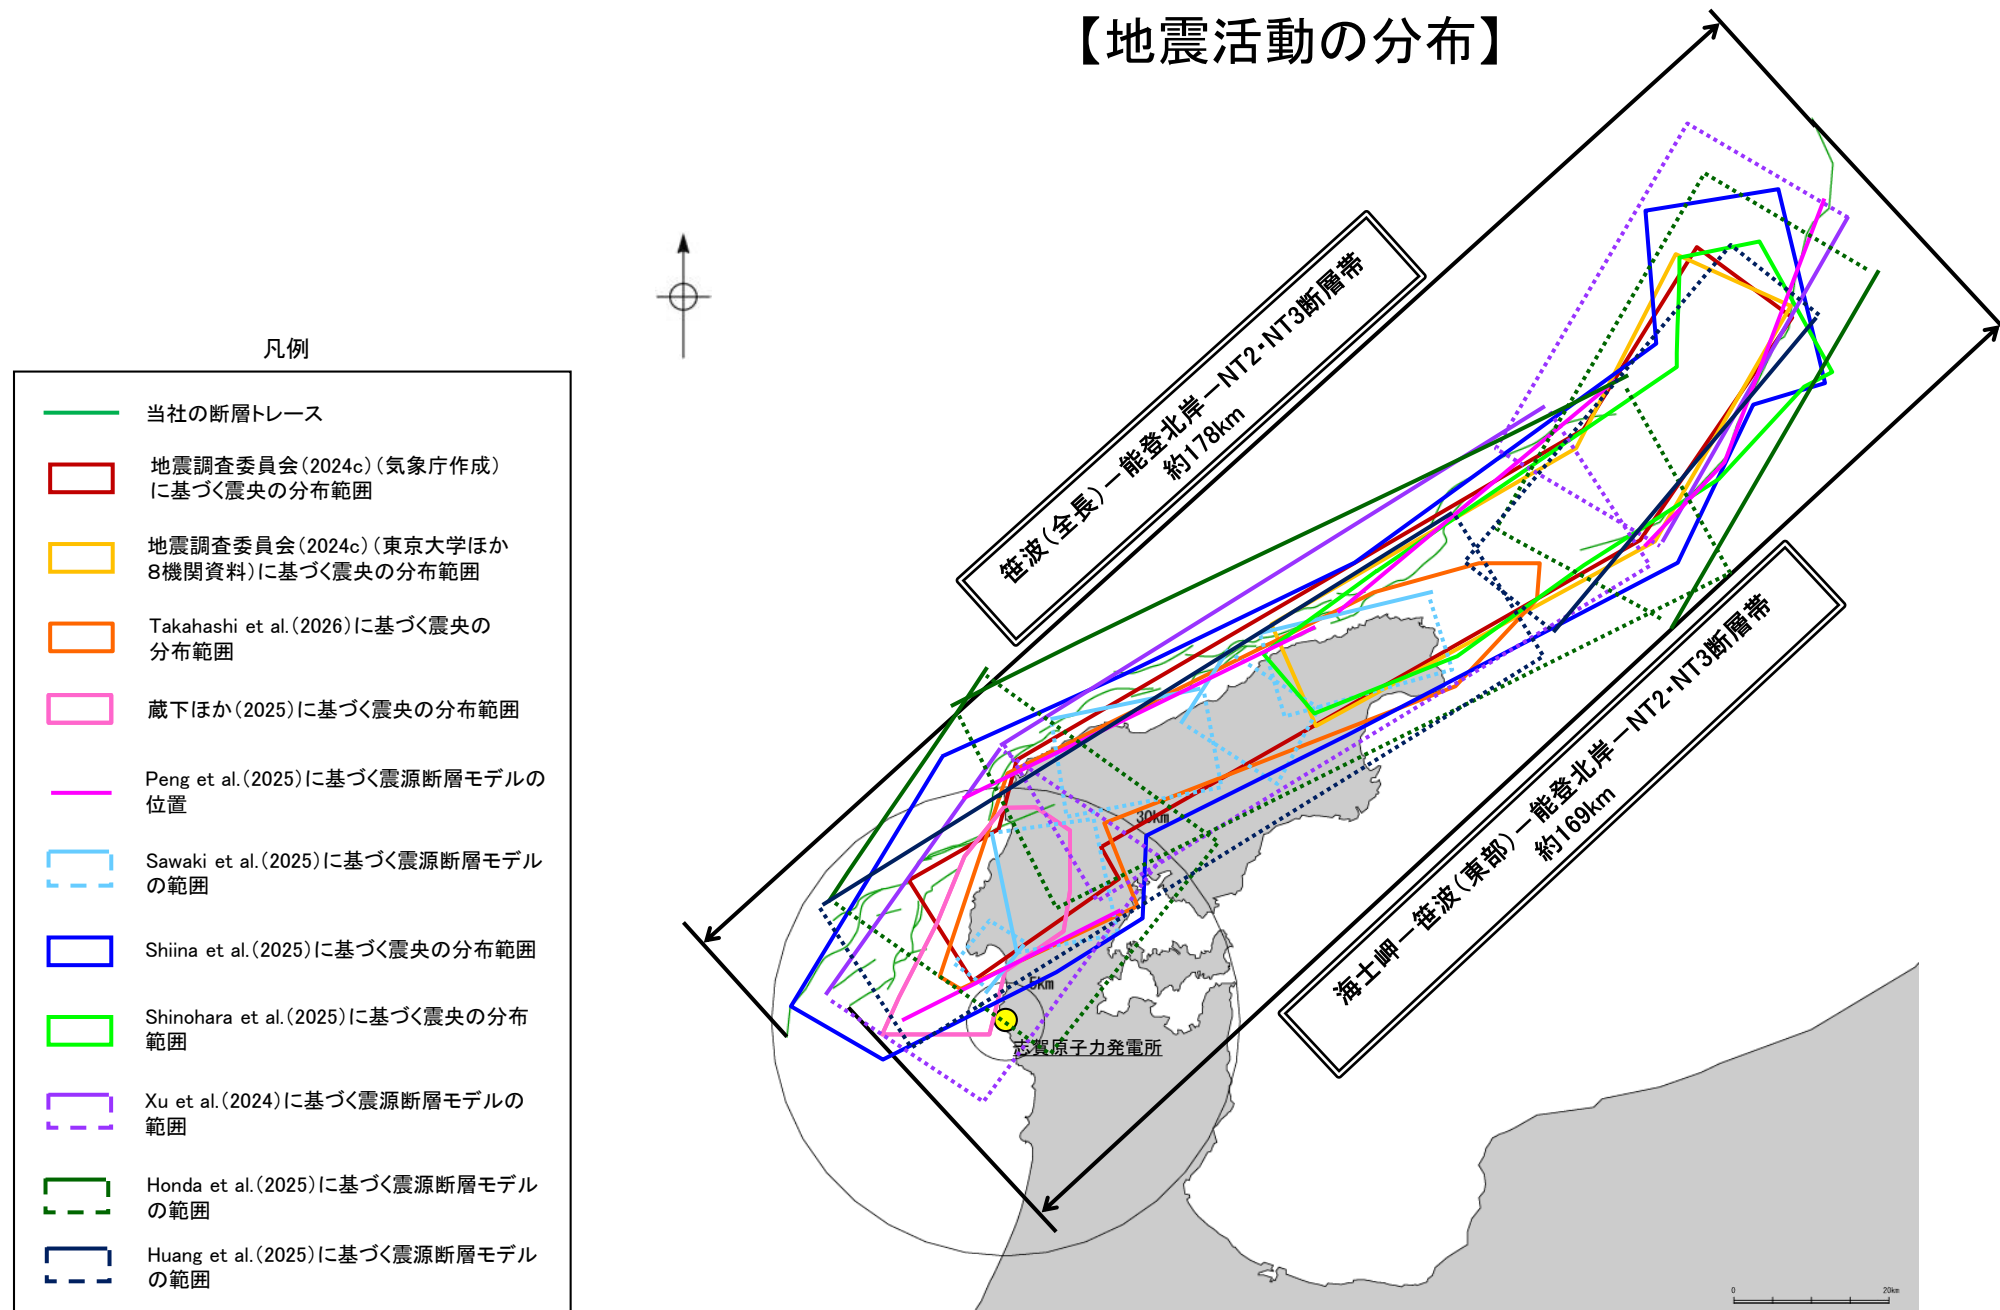 【地震活動の分布】
凡例
当社の断層トレース
地震調査委員会(2024c)(気象庁作成)
に基づく震央の分布範囲
地震調査委員会(2024c)(東京大学ほか
8機関資料)に基づく震央の分布範囲
Takahashi et al.(2026)に基づく震央の
分布範囲
蔵下ほか(2025)に基づく震央の分布範囲
Peng et al.(2025)に基づく震源断層モデルの
位置
Sawaki et al.(2025)に基づく震源断層モデル
の範囲
Shiina et al.(2025)に基づく震央の分布範囲
Shinohara et al.(2025)に基づく震央の分布
範囲
Xu et al.(2024)に基づく震源断層モデルの
範囲
Honda et al.(2025)に基づく震源断層モデル
の範囲
Huang et al.(2025)に基づく震源断層モデル
の範囲
笹波(全長)-能登北岸-NT2・NT3断層帯
約178km
海士岬-笹波(東部)-能登北岸-NT2・NT3断層帯
約169km
30km
5km
志賀原子力発電所
0 20km